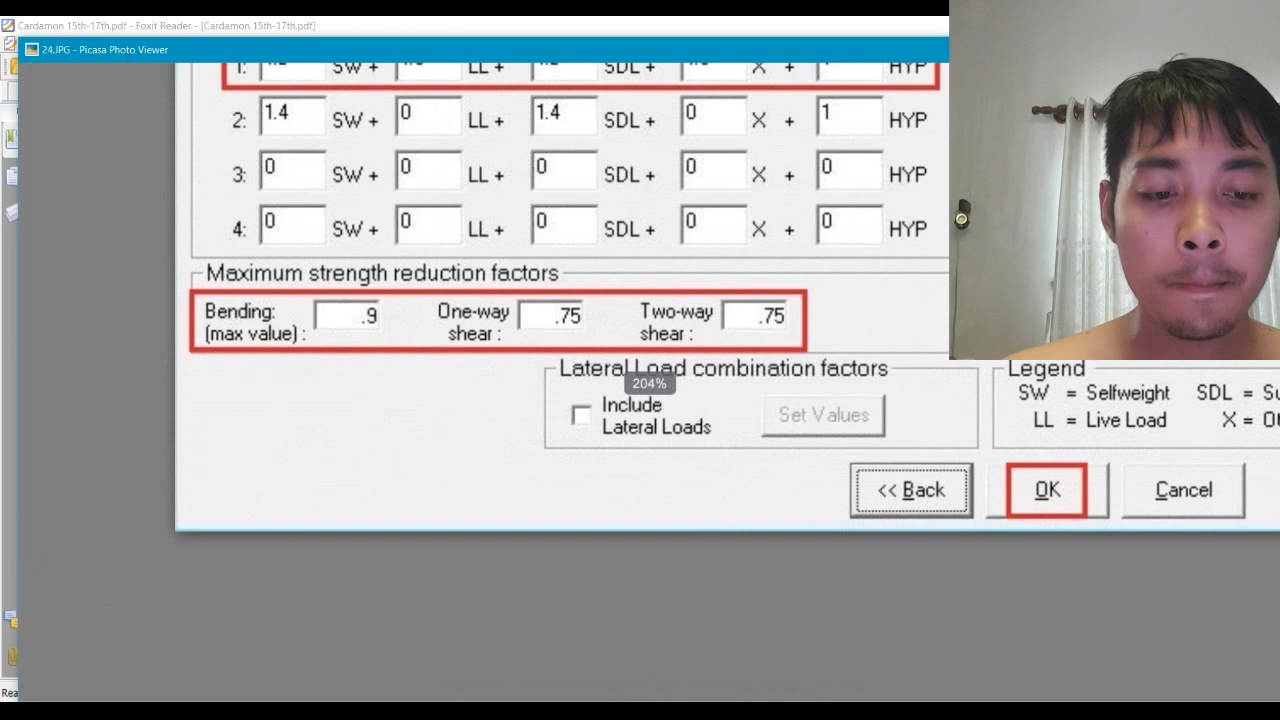 Cardamon 15th-17th.pdf - Foxit Reader - [Cardamon 15th-17th.pdf]
24.JPG - Picasa Photo Viewer
1: SW + LL + SDL + X + HYP
2: 1.4 SW + 0 LL + 1.4 SDL + 0 X + 1 HYP
3: 0 SW + 0 LL + 0 SDL + 0 X + 0 HYP
4: 0 SW + 0 LL + 0 SDL + 0 X + 0 HYP
Maximum strength reduction factors
Bending: (max value) : .9 One-way shear : .75 Two-way shear : .75
Lateral Load combination factors
204%
Include Lateral Loads
Set Values
Legend
SW = Selfweight SDL =
LL = Live Load X =
<< Back OK Cancel